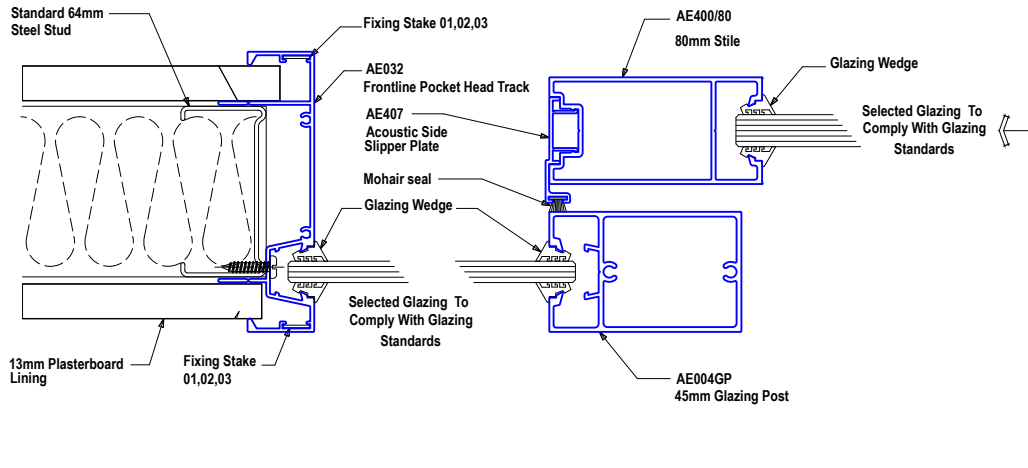 Standard 64mm
Steel Stud
Fixing Stake 01,02,03
AE032
Frontline Pocket Head Track
AE407
Acoustic Side
Slipper Plate
Mohair seal
Glazing Wedge
AE400/80
80mm Stile
Glazing Wedge
Selected Glazing To
Comply With Glazing
Standards
Selected Glazing To
Comply With Glazing
Standards
13mm Plasterboard
Lining
Fixing Stake
01,02,03
AE004GP
45mm Glazing Post